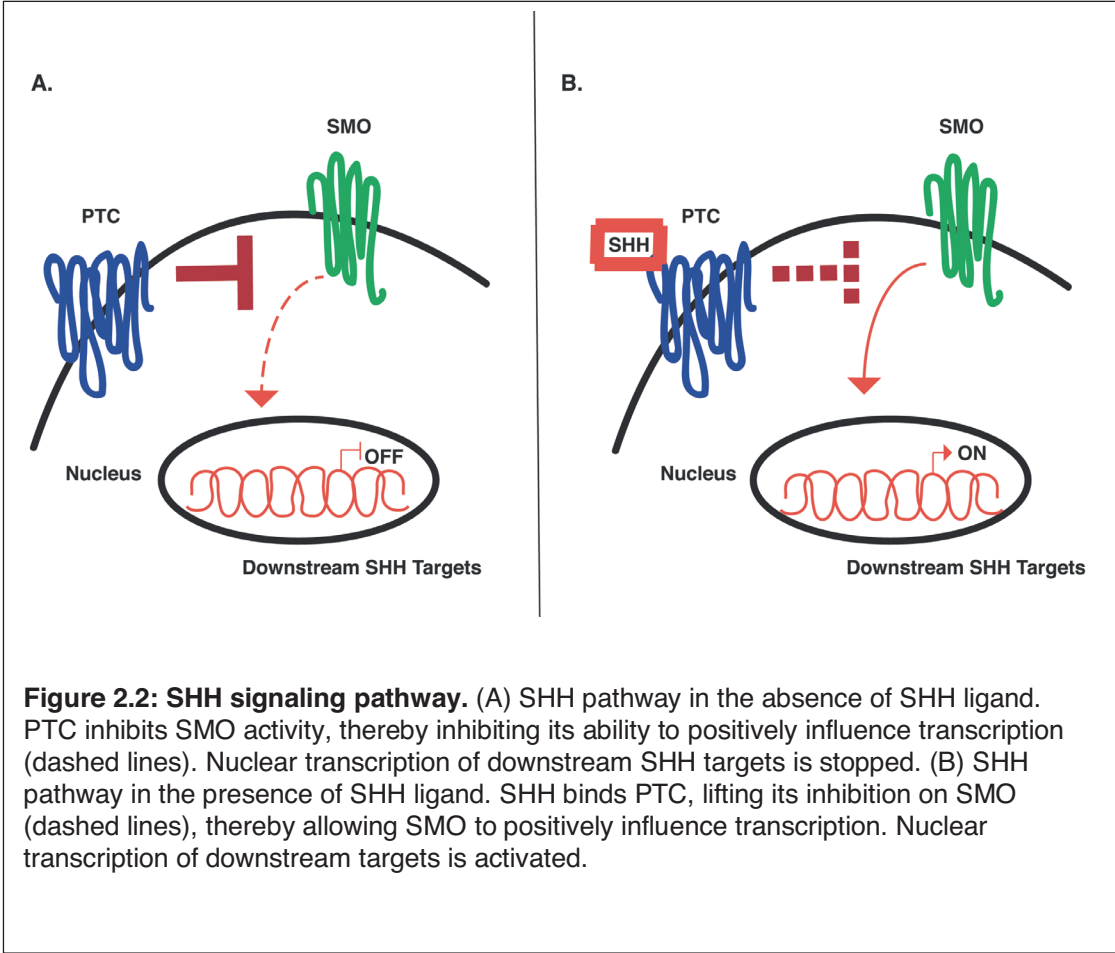 A.
SMO
PTC
OFF
Nucleus
Downstream SHH Targets
B.
SMO
SHH
PTC
ON
Nucleus
Downstream SHH Targets
Figure 2.2: SHH signaling pathway. (A) SHH pathway in the absence of SHH ligand.
PTC inhibits SMO activity, thereby inhibiting its ability to positively influence transcription
(dashed lines). Nuclear transcription of downstream SHH targets is stopped. (B) SHH
pathway in the presence of SHH ligand. SHH binds PTC, lifting its inhibition on SMO
(dashed lines), thereby allowing SMO to positively influence transcription. Nuclear
transcription of downstream targets is activated.